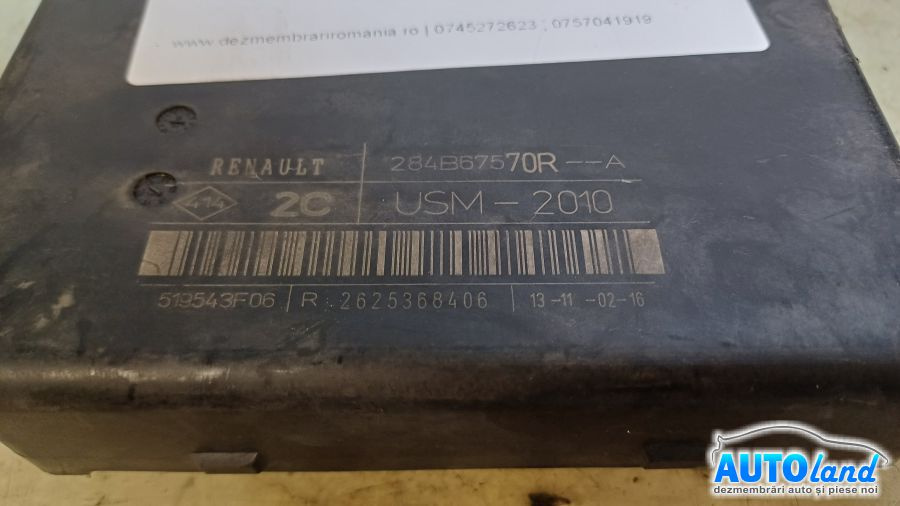 www.dezmembrariromania.ro | 0745272623 ; 0757041919
RENAULT 284B67570R--A
414 2C USM-2010
519543F06 R 2625368406 13-11-02-16
AUTOland
dezmembrări auto și piese noi